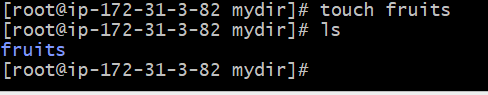 [root@ip-172-31-3-82 mydir]# touch fruits
[root@ip-172-31-3-82 mydir]# ls
fruits
[root@ip-172-31-3-82 mydir]#